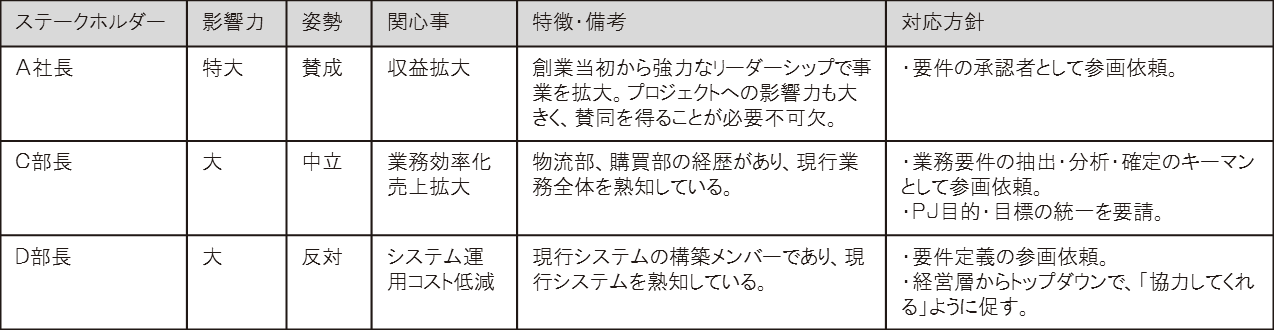 ステークホルダー 影響力 姿勢 関心事 特徴・備考 対応方針
A社長 特大 賛成 収益拡大 創業当初から強力なリーダーシップで事 ・要件の承認者として参画依頼。
業を拡大。プロジェクトへの影響力も大
きく、賛同を得ることが必要不可欠。
C部長 大 中立 業務効率化 物流部、購買部の経歴があり、現行業 ・業務要件の抽出・分析・確定のキーマン
売上拡大 務全体を熟知している。 として参画依頼。
・PJ目的・目標の統一を要請。
D部長 大 反対 システム運 現行システムの構築メンバーであり、現 ・要件定義の参画依頼。
用コスト低減 行システムを熟知している。 ・経営層からトップダウンで、「協力してくれ
る」ように促す。